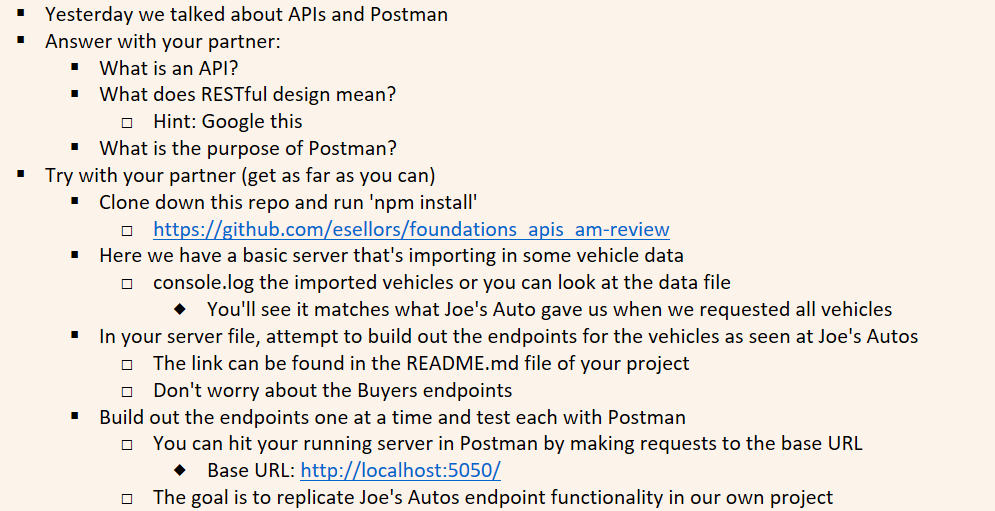 Yesterday we talked about APIs and Postman
Answer with your partner:
What is an API?
What does RESTful design mean?
Hint: Google this
What is the purpose of Postman?
Try with your partner (get as far as you can)
Clone down this repo and run 'npm install'
https://github.com/esellors/foundations_apis_am-review
Here we have a basic server that's importing in some vehicle data
console.log the imported vehicles or you can look at the data file
You'll see it matches what Joe's Auto gave us when we requested all vehicles
In your server file, attempt to build out the endpoints for the vehicles as seen at Joe's Autos
The link can be found in the README.md file of your project
Don't worry about the Buyers endpoints
Build out the endpoints one at a time and test each with Postman
You can hit your running server in Postman by making requests to the base URL
Base URL: http://localhost:5050/
The goal is to replicate Joe's Autos endpoint functionality in our own project